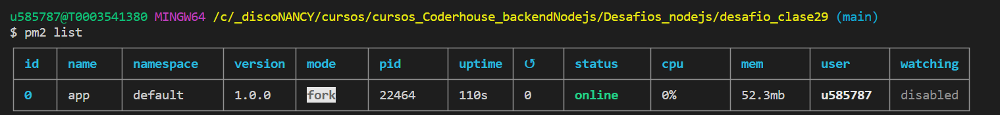 u585787@T0003541380 MINGW64 /c/_discoNANCY/cursos/cursos_Coderhouse_backendNodejs/Desafios_nodejs/desafio_clase29 (main)
$ pm2 list
id name namespace version mode pid uptime ↺ status cpu mem user watching
0 app default 1.0.0 fork 22464 110s 0 online 0% 52.3mb u585787 disabled